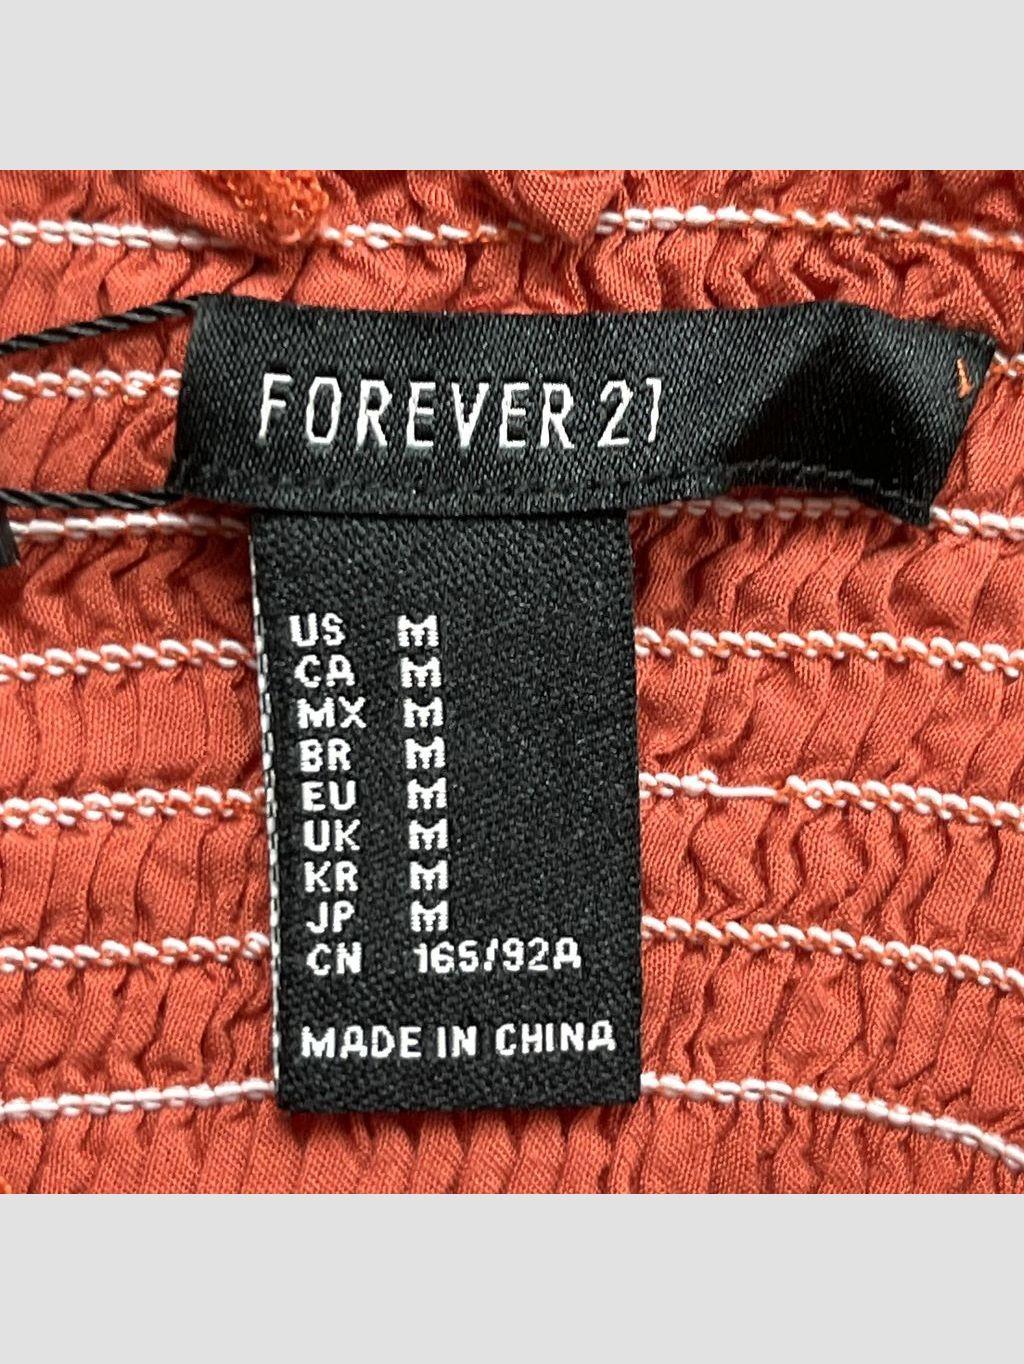 FOREVER 21
US M
CA M
MX M
BR M
EU M
UK M
KR M
JP M
CN 165/92A
MADE IN CHINA